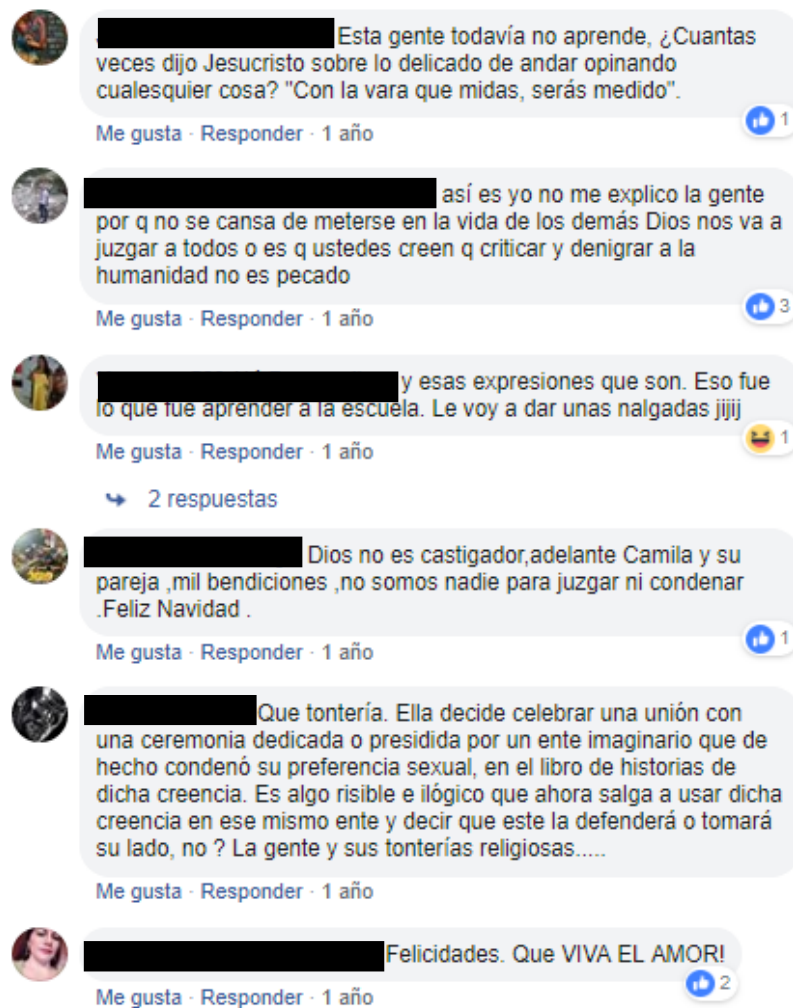 Esta gente todavía no aprende, ¿Cuantas
veces dijo Jesucristo sobre lo delicado de andar opinando
cualesquier cosa? "Con la vara que midas, serás medido".
1
Me gusta · Responder · 1 año
así es yo no me explico la gente
por q no se cansa de meterse en la vida de los demás Dios nos va a
juzgar a todos o es q ustedes creen q criticar y denigrar a la
humanidad no es pecado
3
Me gusta · Responder · 1 año
y esas expresiones que son. Eso fue
lo que fue aprender a la escuela. Le voy a dar unas nalgadas jijij
1
Me gusta · Responder · 1 año
2 respuestas
Dios no es castigador,adelante Camila y su
pareja ,mil bendiciones ,no somos nadie para juzgar ni condenar
.Feliz Navidad .
1
Me gusta · Responder · 1 año
Que tontería. Ella decide celebrar una unión con
una ceremonia dedicada o presidida por un ente imaginario que de
hecho condenó su preferencia sexual, en el libro de historias de
dicha creencia. Es algo risible e ilógico que ahora salga a usar dicha
creencia en ese mismo ente y decir que este la defenderá o tomará
su lado, no ? La gente y sus tonterías religiosas.....
Me gusta · Responder · 1 año
Felicidades. Que VIVA EL AMOR!
2
Me gusta · Responder · 1 año